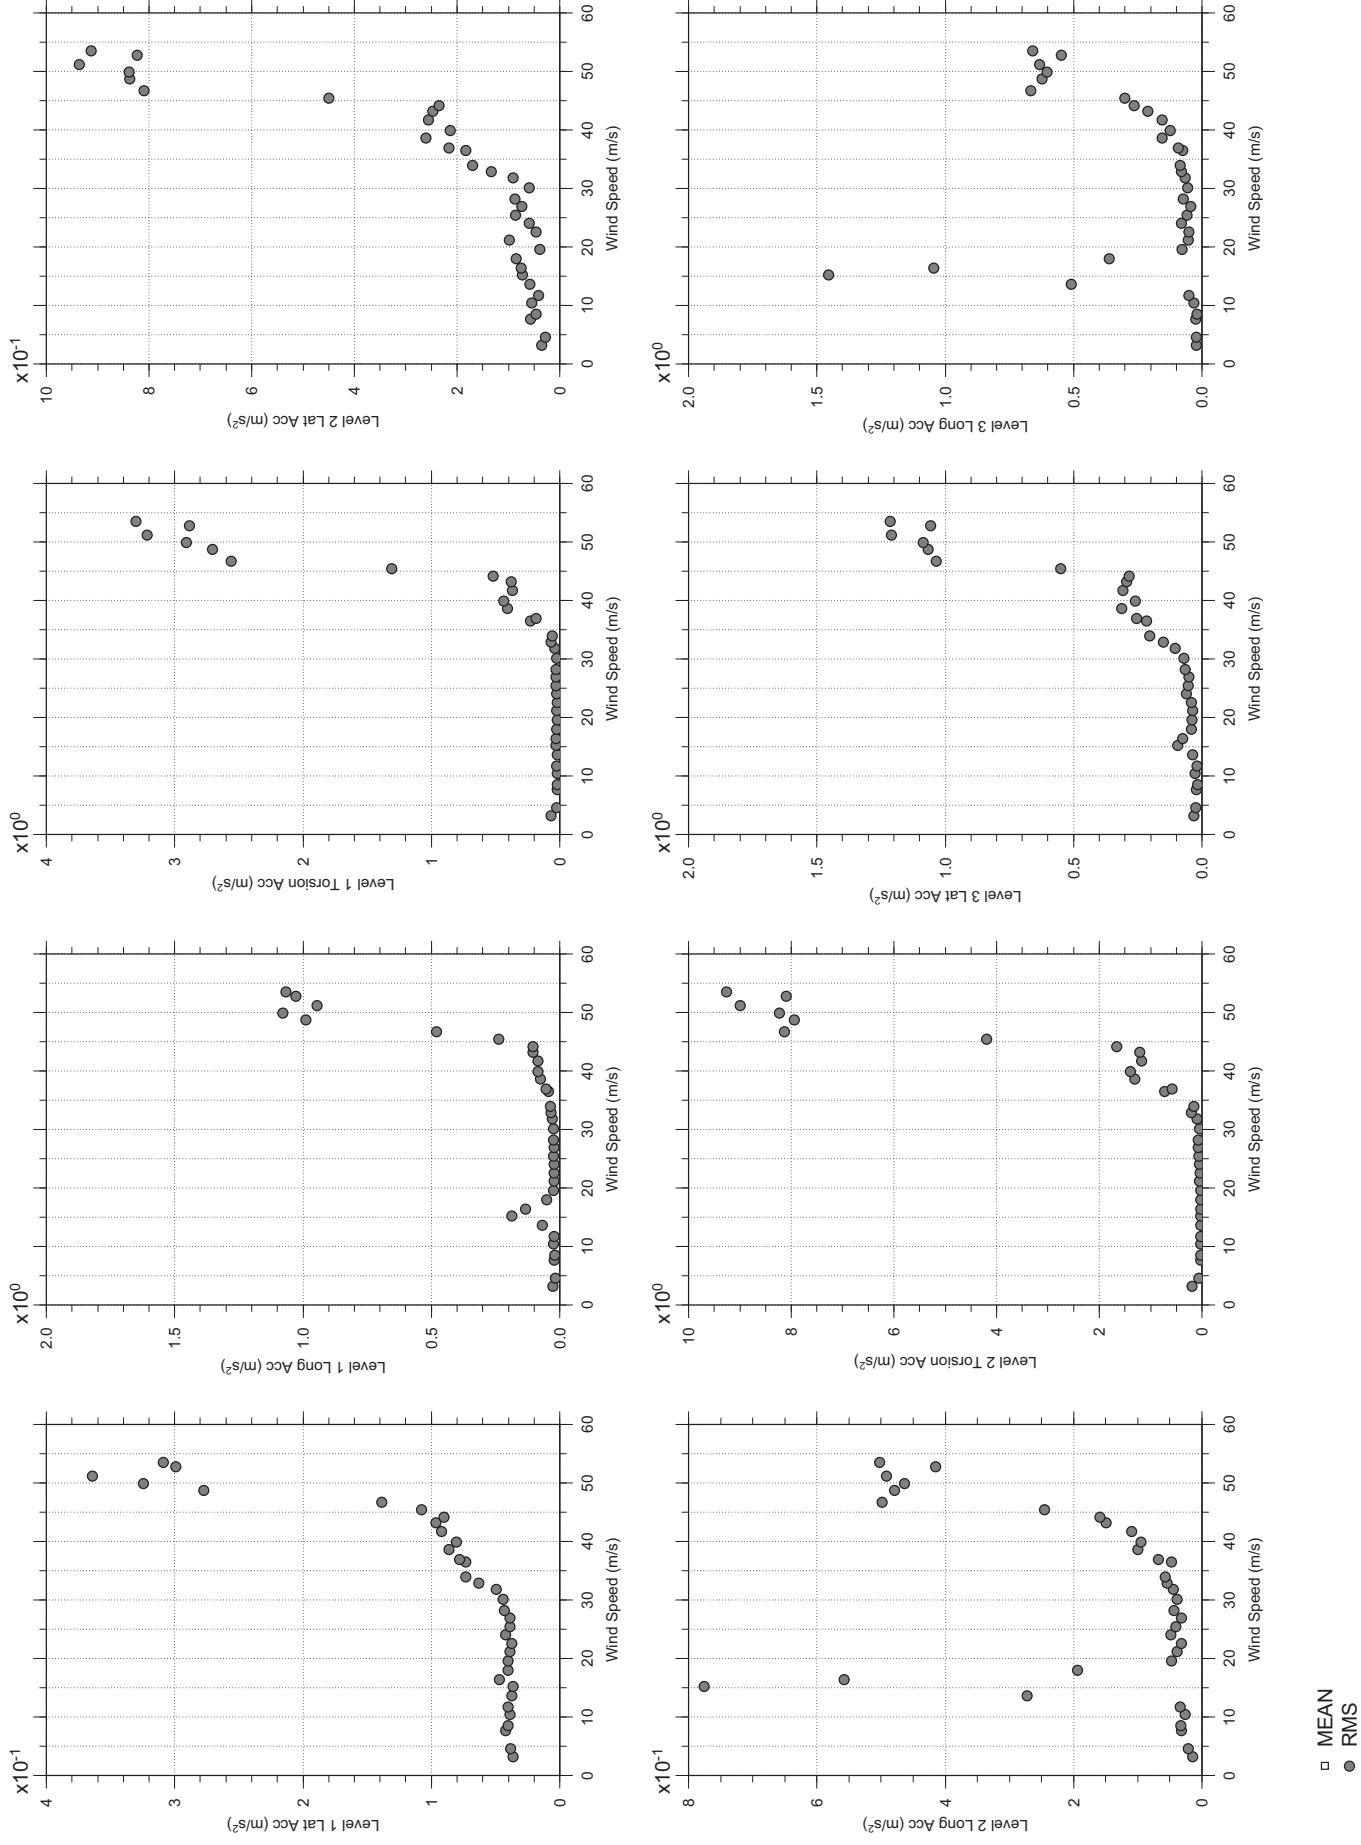 x10⁻¹
4
3
2
1
0
Level 1 Lat Acc (m/s²)
0 10 20 30 40 50 60
Wind Speed (m/s)
x10⁰
2.0
1.5
1.0
0.5
0.0
Level 1 Long Acc (m/s²)
0 10 20 30 40 50 60
Wind Speed (m/s)
x10⁰
4
3
2
1
0
Level 1 Torsion Acc (m/s²)
0 10 20 30 40 50 60
Wind Speed (m/s)
x10⁻¹
10
8
6
4
2
0
Level 2 Lat Acc (m/s²)
0 10 20 30 40 50 60
Wind Speed (m/s)
x10⁻¹
8
6
4
2
0
Level 2 Long Acc (m/s²)
0 10 20 30 40 50 60
Wind Speed (m/s)
x10⁰
10
8
6
4
2
0
Level 2 Torsion Acc (m/s²)
0 10 20 30 40 50 60
Wind Speed (m/s)
x10⁰
2.0
1.5
1.0
0.5
0.0
Level 3 Lat Acc (m/s²)
0 10 20 30 40 50 60
Wind Speed (m/s)
x10⁰
2.0
1.5
1.0
0.5
0.0
Level 3 Long Acc (m/s²)
0 10 20 30 40 50 60
Wind Speed (m/s)
MEAN
RMS